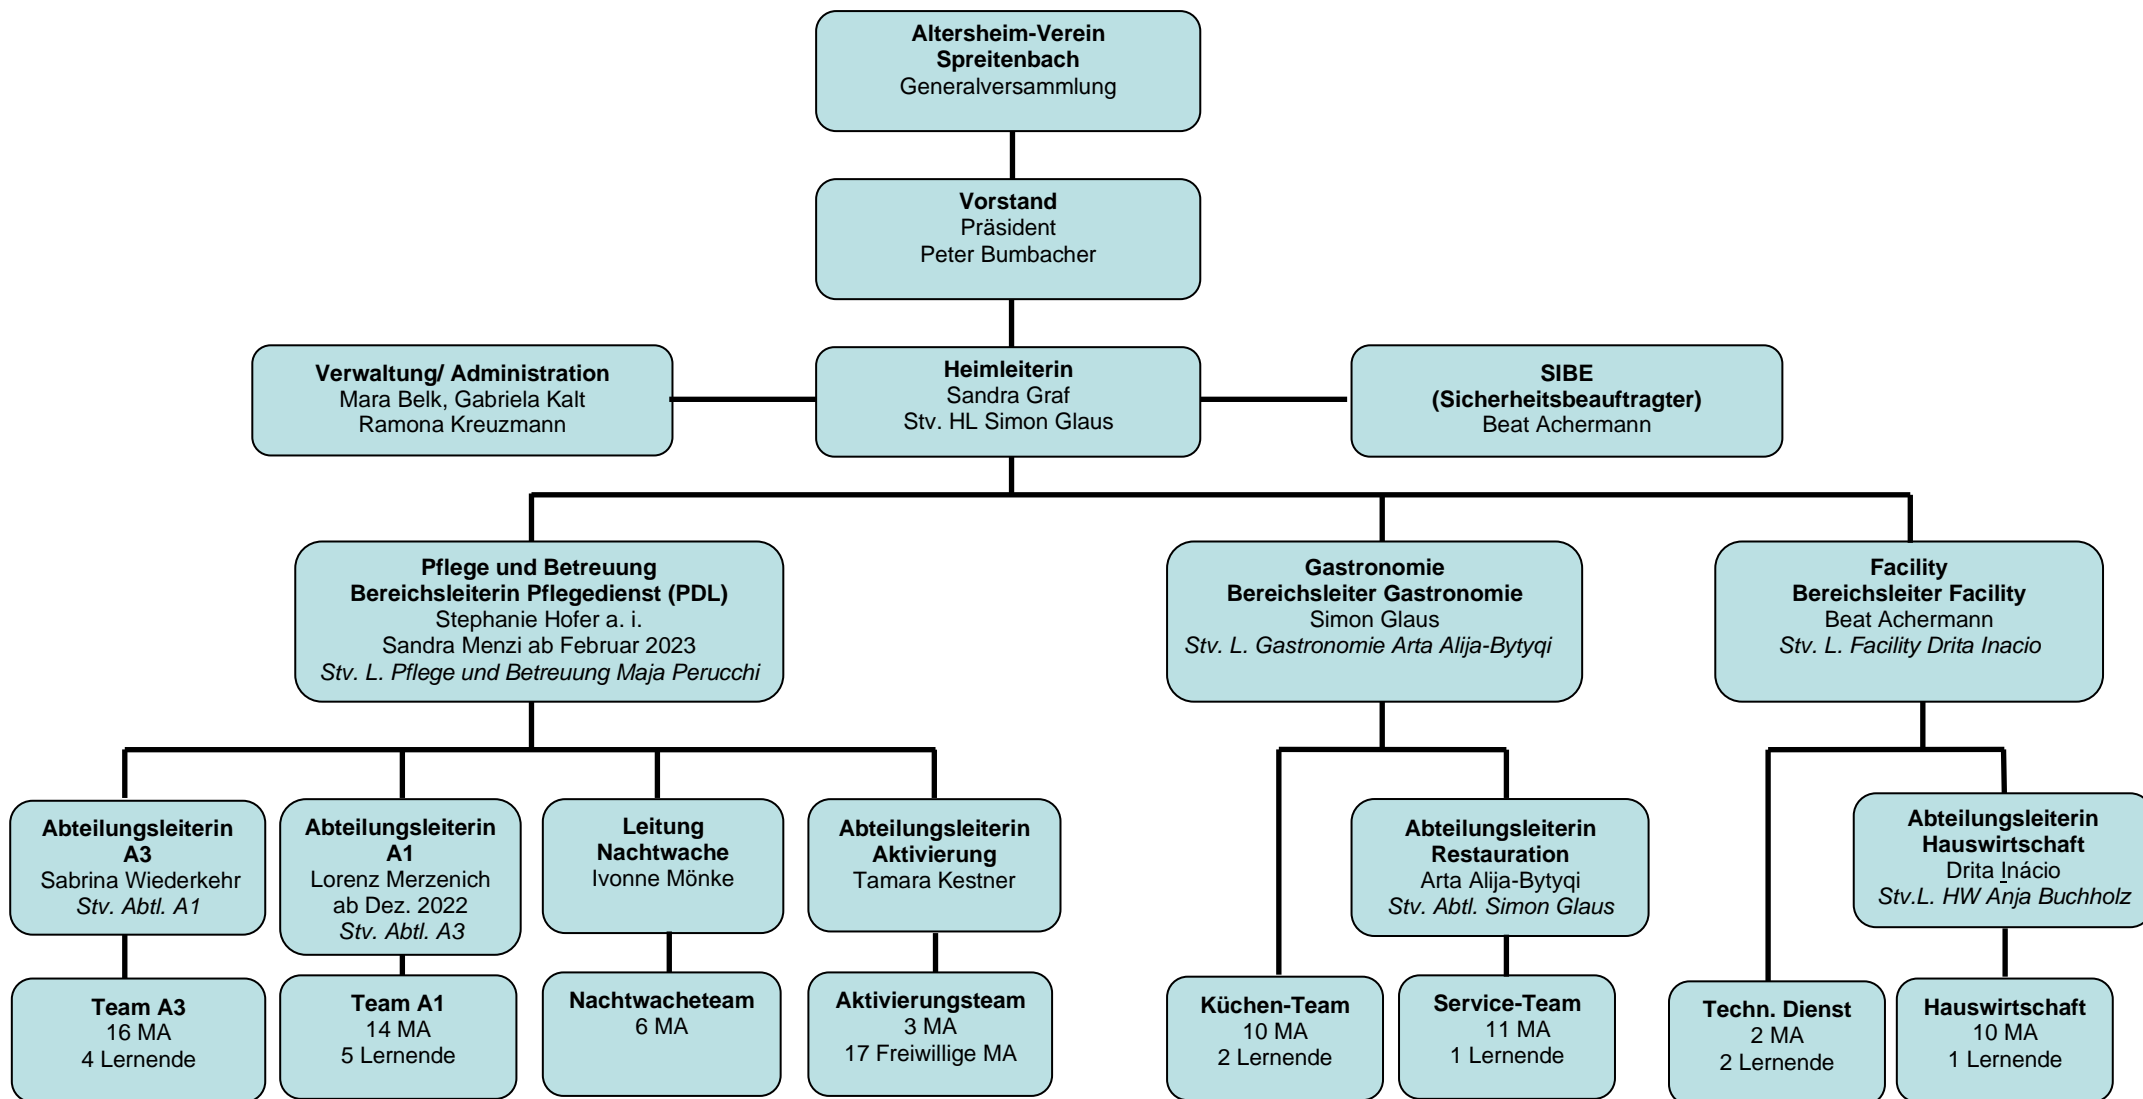 Altersheim-Verein
Spreitenbach
Generalversammlung
Vorstand
Präsident
Peter Bumbacher
Verwaltung/ Administration
Mara Belk, Gabriela Kalt
Ramona Kreuzmann
Heimleiterin
Sandra Graf
Stv. HL Simon Glaus
SIBE
(Sicherheitsbeauftragter)
Beat Achermann
Pflege und Betreuung
Bereichsleiterin Pflegedienst (PDL)
Stephanie Hofer a. i.
Sandra Menzi ab Februar 2023
Stv. L. Pflege und Betreuung Maja Perucchi
Gastronomie
Bereichsleiter Gastronomie
Simon Glaus
Stv. L. Gastronomie Arta Alija-Bytyqi
Facility
Bereichsleiter Facility
Beat Achermann
Stv. L. Facility Drita Inacio
Abteilungsleiterin
A3
Sabrina Wiederkehr
Stv. Abtl. A1
Abteilungsleiterin
A1
Lorenz Merzenich
ab Dez. 2022
Stv. Abtl. A3
Leitung
Nachtwache
Ivonne Mönke
Abteilungsleiterin
Aktivierung
Tamara Kestner
Abteilungsleiterin
Restauration
Arta Alija-Bytyqi
Stv. Abtl. Simon Glaus
Abteilungsleiterin
Hauswirtschaft
Drita Inácio
Stv.L. HW Anja Buchholz
Team A3
16 MA
4 Lernende
Team A1
14 MA
5 Lernende
Nachtwacheteam
6 MA
Aktivierungsteam
3 MA
17 Freiwillige MA
Küchen-Team
10 MA
2 Lernende
Service-Team
11 MA
1 Lernende
Techn. Dienst
2 MA
2 Lernende
Hauswirtschaft
10 MA
1 Lernende